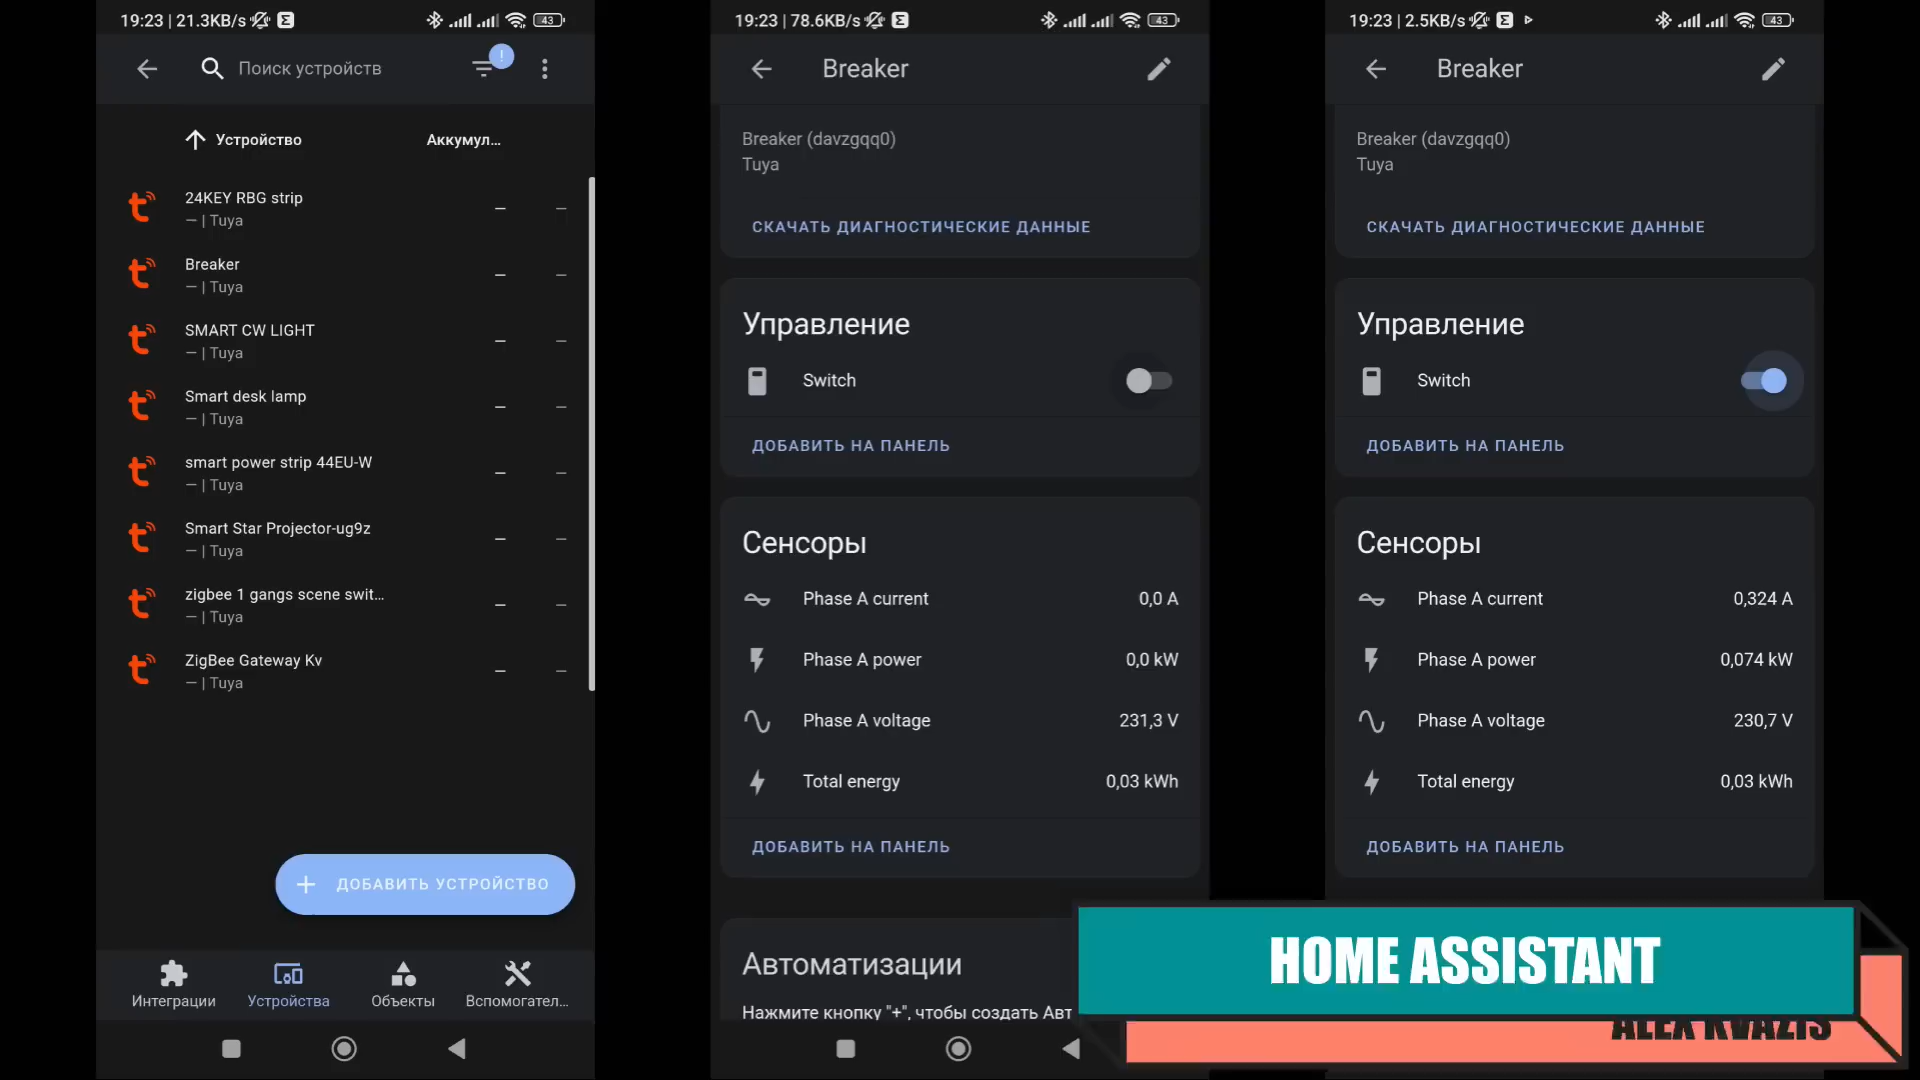 19:23 | 21.3KB/s
43
Поиск устройств
Устройство
Аккумул...
24KEY RBG strip
— | Tuya
Breaker
— | Tuya
SMART CW LIGHT
— | Tuya
Smart desk lamp
— | Tuya
smart power strip 44EU-W
— | Tuya
Smart Star Projector-ug9z
— | Tuya
zigbee 1 gangs scene swit...
— | Tuya
ZigBee Gateway Kv
— | Tuya
ДОБАВИТЬ УСТРОЙСТВО
Интеграции
Устройства
Объекты
Вспомогател...
19:23 | 78.6KB/s
43
Breaker
Breaker (davzgqq0)
Tuya
СКАЧАТЬ ДИАГНОСТИЧЕСКИЕ ДАННЫЕ
Управление
Switch
ДОБАВИТЬ НА ПАНЕЛЬ
Сенсоры
Phase A current 0,0 A
Phase A power 0,0 kW
Phase A voltage 231,3 V
Total energy 0,03 kWh
ДОБАВИТЬ НА ПАНЕЛЬ
Автоматизации
Нажмите кнопку "+", чтобы создать Авт
19:23 | 2.5KB/s
43
Breaker
Breaker (davzgqq0)
Tuya
СКАЧАТЬ ДИАГНОСТИЧЕСКИЕ ДАННЫЕ
Управление
Switch
ДОБАВИТЬ НА ПАНЕЛЬ
Сенсоры
Phase A current 0,324 A
Phase A power 0,074 kW
Phase A voltage 230,7 V
Total energy 0,03 kWh
ДОБАВИТЬ НА ПАНЕЛЬ
HOME ASSISTANT
ALEX KVAZIS